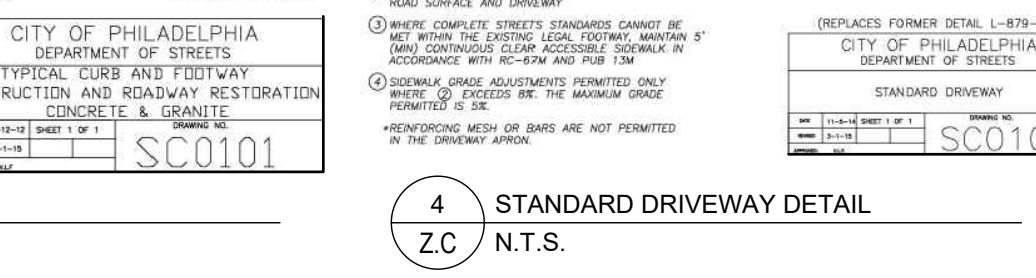 CITY OF PHILADELPHIA
DEPARTMENT OF STREETS
TYPICAL CURB AND FOOTWAY
RUCTION AND ROADWAY RESTORATION
CONCRETE & GRANITE
-12-12 SHEET 1 OF 1
DRAWING NO.
-1-15
SC0101
ROAD SURFACE AND DRIVEWAY
3 WHERE COMPLETE STREETS STANDARDS CANNOT BE
MET WITHIN THE EXISTING LEGAL FOOTWAY, MAINTAIN 5'
(MIN) CONTINUOUS CLEAR ACCESSIBLE SIDEWALK IN
ACCORDANCE WITH RC-67M AND PUB 13M
4 SIDEWALK GRADE ADJUSTMENTS PERMITTED ONLY
WHERE 2 EXCEEDS 8%. THE MAXIMUM GRADE
PERMITTED IS 5%.
*REINFORCING MESH OR BARS ARE NOT PERMITTED
IN THE DRIVEWAY APRON.
(REPLACES FORMER DETAIL L-879-
CITY OF PHILADELPHIA
DEPARTMENT OF STREETS
STANDARD DRIVEWAY
DATE 11-5-14 SHEET 1 OF 1
DRAWING NO.
REVISED 3-1-15
SC010
APPROVED:
4 STANDARD DRIVEWAY DETAIL
Z.C N.T.S.